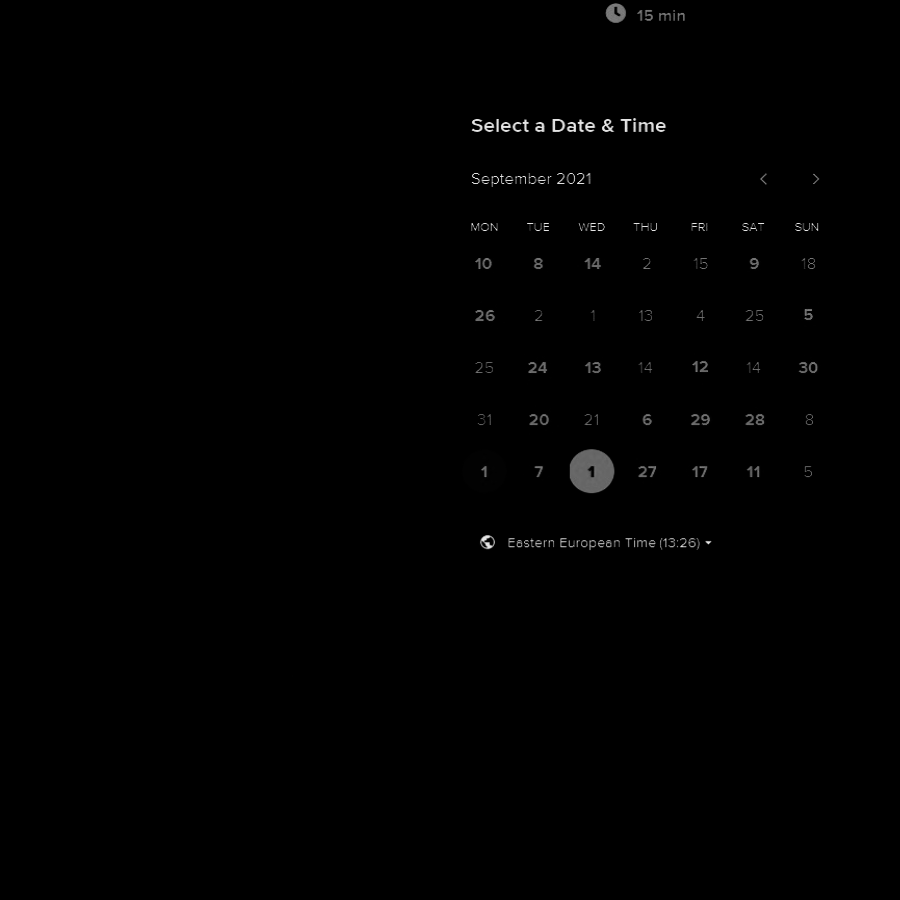 15 min
Select a Date & Time
September 2021
MON TUE WED THU FRI SAT SUN
10 8 14 2 15 9 18
26 2 1 13 4 25 5
25 24 13 14 12 14 30
31 20 21 6 29 28 8
1 7 1 27 17 11 5
Eastern European Time (13:26)